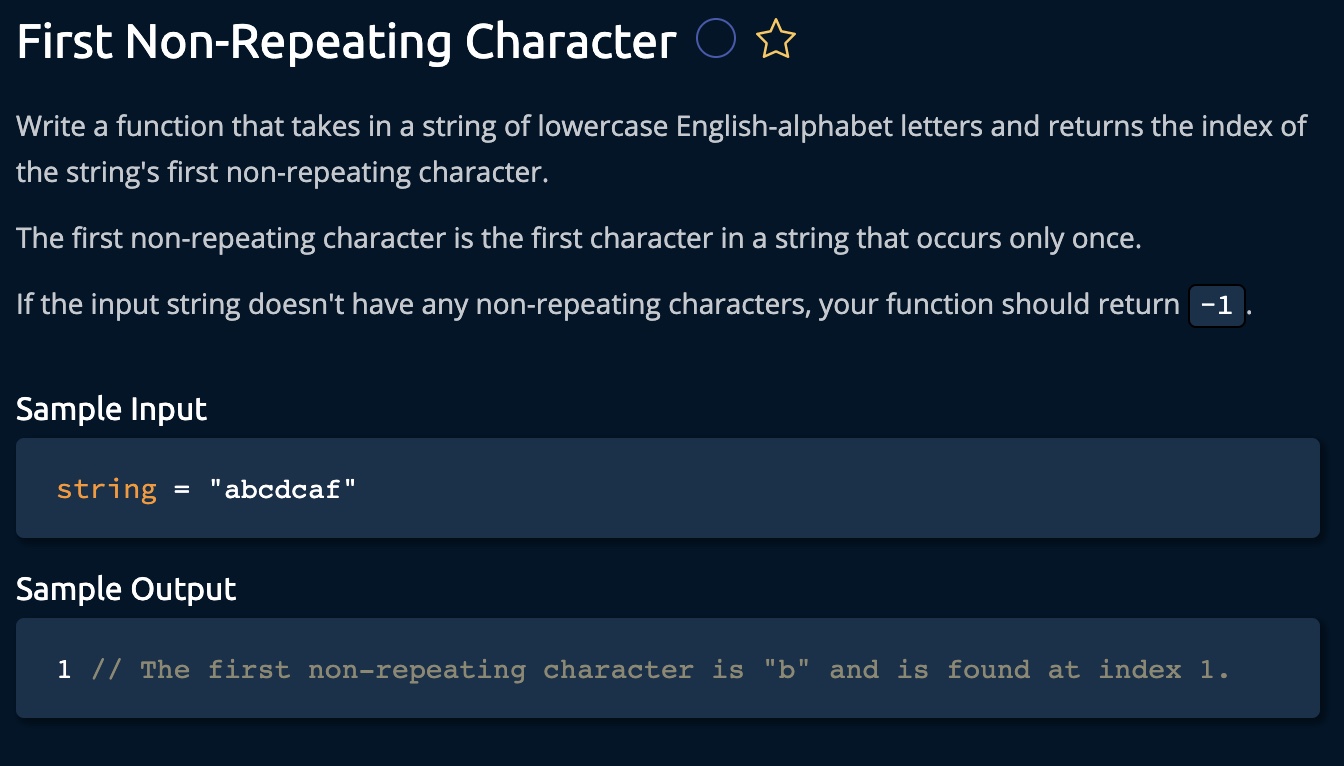 First Non-Repeating Character
Write a function that takes in a string of lowercase English-alphabet letters and returns the index of
the string's first non-repeating character.
The first non-repeating character is the first character in a string that occurs only once.
If the input string doesn't have any non-repeating characters, your function should return -1.
Sample Input
string = "abcdcaf"
Sample Output
1 // The first non-repeating character is "b" and is found at index 1.